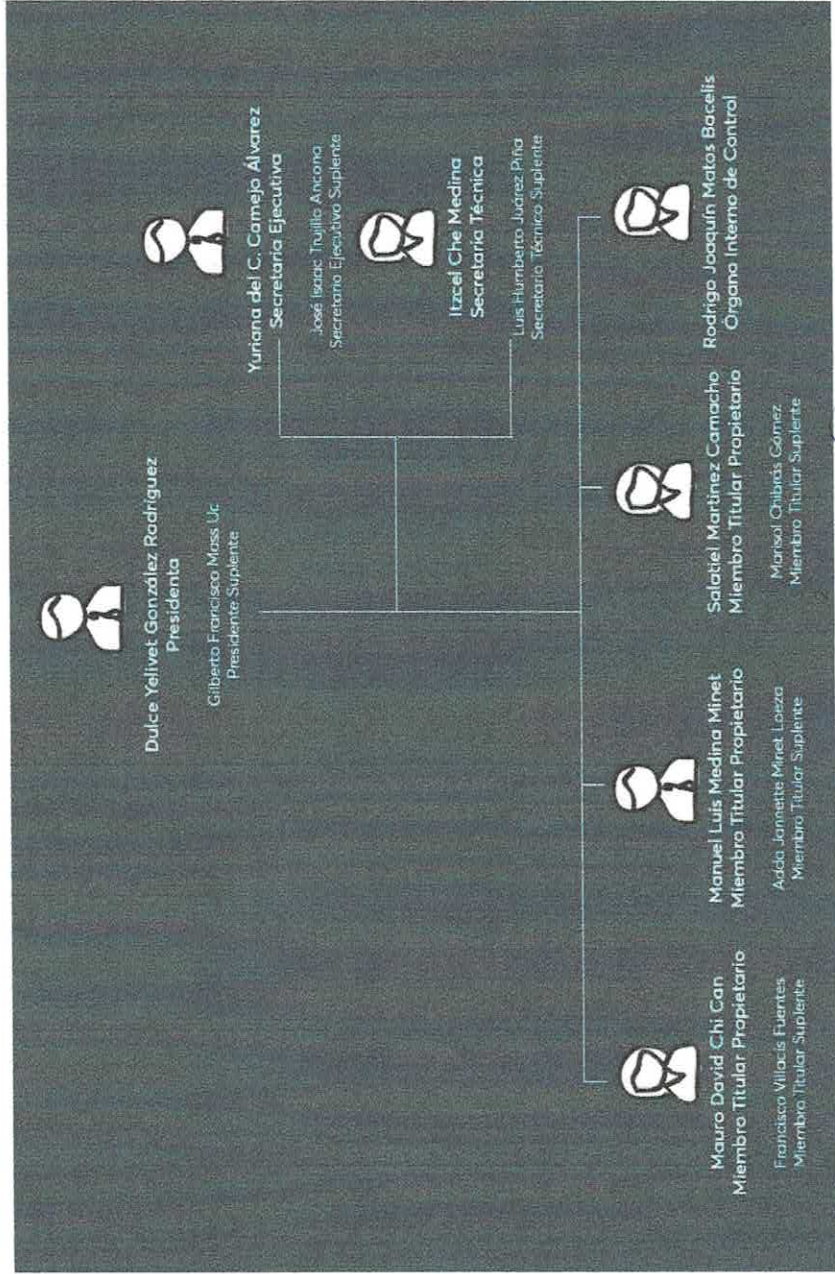 Dulce Yelivet González Rodríguez
Presidenta
Gilberto Francisco Mass Uc
Presidente Suplente
Yuriana del C. Camejo Álvarez
Secretaria Ejecutiva
José Isaac Trujillo Ancona
Secretario Ejecutivo Suplente
Itzcel Che Medina
Secretaria Técnica
Luis Humberto Juárez Piña
Secretario Técnico Suplente
Mauro David Chi Can
Miembro Titular Propietario
Francisco Villacis Fuentes
Miembro Titular Suplente
Manuel Luis Medina Minet
Miembro Titular Propietario
Adda Jannette Minet Loeza
Miembro Titular Suplente
Salatiel Martínez Camacho
Miembro Titular Propietario
Marisol Chibrás Gómez
Miembro Titular Suplente
Rodrigo Joaquín Matos Bacelis
Órgano Interno de Control